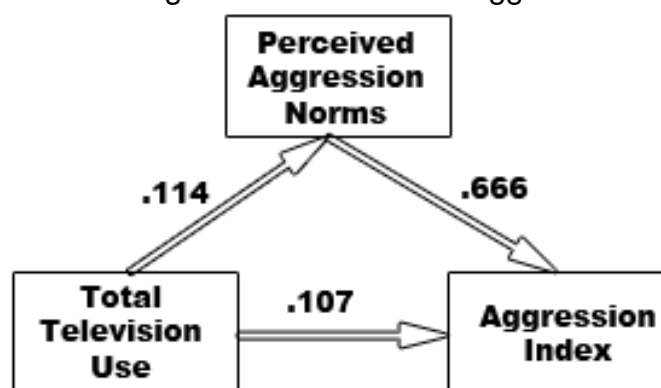 Perceived
Aggression
Norms
.114
.666
Total
Television
Use
.107
Aggression
Index